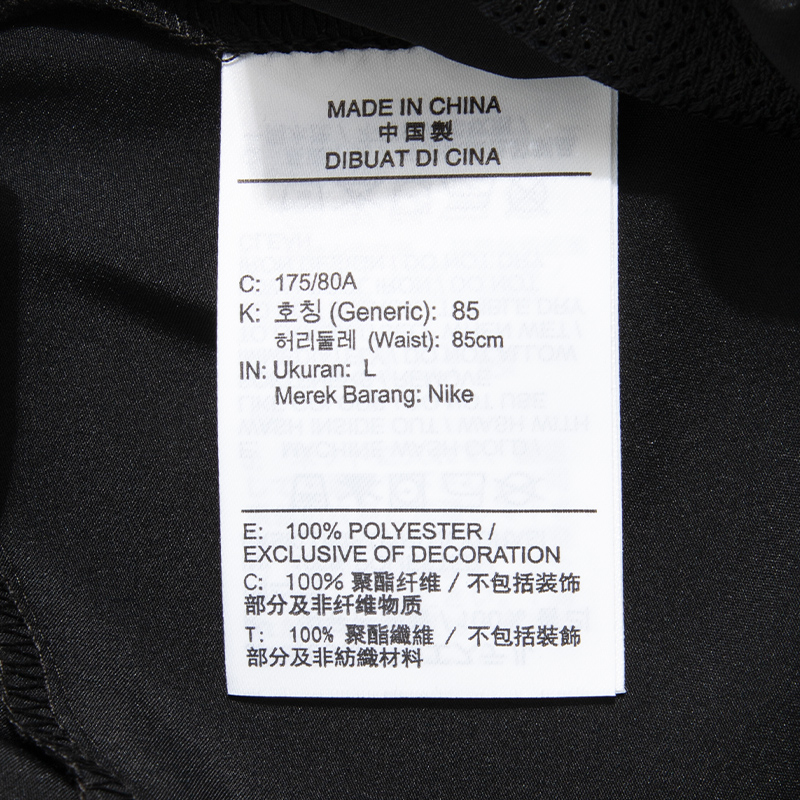 MADE IN CHINA
中国製
DIBUAT DI CINA
C: 175/80A
K: 호칭 (Generic): 85
허리둘레 (Waist): 85cm
IN: Ukuran: L
Merek Barang: Nike
E: 100% POLYESTER /
EXCLUSIVE OF DECORATION
C: 100% 聚酯纤维 / 不包括装饰
部分及非纤维物质
T: 100% 聚酯纖維 / 不包括裝飾
部分及非紡織材料